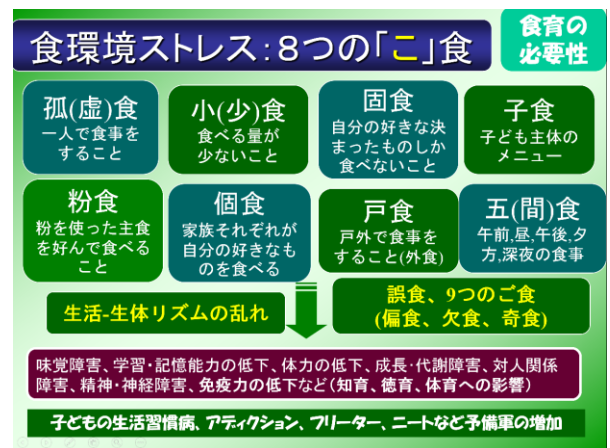 食環境ストレス:8つの「こ」食
食育の
必要性
孤(虚)食
一人で食事を
すること
小(少)食
食べる量が
少ないこと
固食
自分の好きな決
まったものしか
食べないこと
子食
子ども主体の
メニュー
粉食
粉を使った主食
を好んで食べる
こと
個食
家族それぞれが
自分の好きなも
のを食べる
戸食
戸外で食事を
すること(外食)
五(間)食
午前,昼,午後,夕
方,深夜の食事
生活-生体リズムの乱れ
誤食、9つのご食
(偏食、欠食、奇食)
味覚障害、学習・記憶能力の低下、体力の低下、成長・代謝障害、対人関係
障害、精神・神経障害、免疫力の低下など(知育、徳育、体育への影響)
子どもの生活習慣病、アディクション、フリーター、ニートなど予備軍の増加